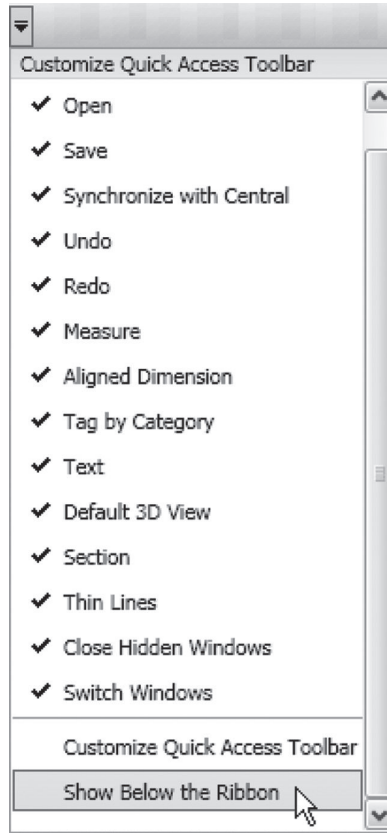 Customize Quick Access Toolbar
Open
Save
Synchronize with Central
Undo
Redo
Measure
Aligned Dimension
Tag by Category
Text
Default 3D View
Section
Thin Lines
Close Hidden Windows
Switch Windows
Customize Quick Access Toolbar
Show Below the Ribbon